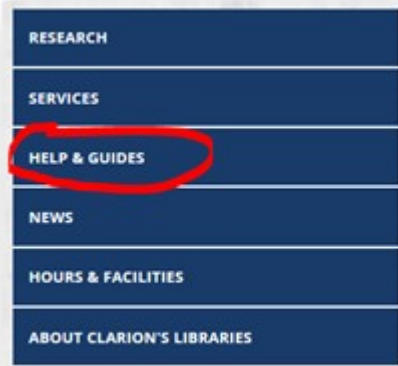 RESEARCH
SERVICES
HELP & GUIDES
NEWS
HOURS & FACILITIES
ABOUT CLARION'S LIBRARIES